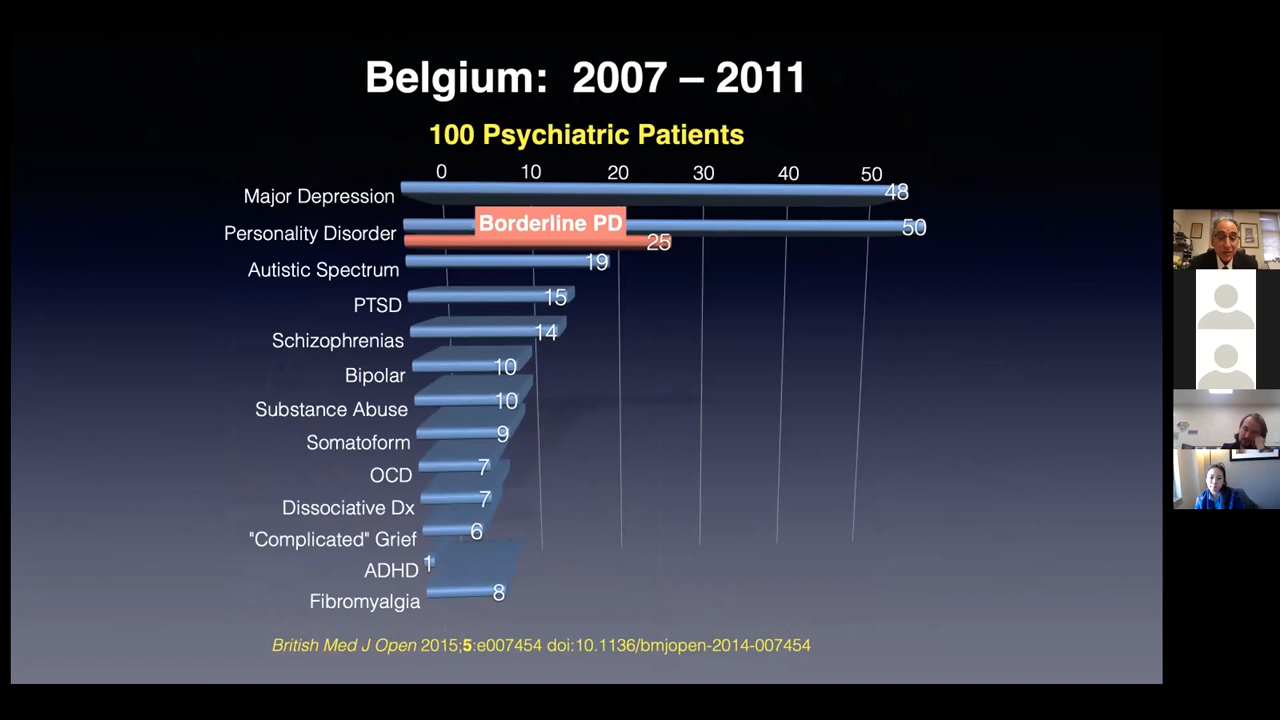 Belgium: 2007 – 2011
100 Psychiatric Patients
0 10 20 30 40 50
Major Depression 48
Personality Disorder 50
Borderline PD 25
Autistic Spectrum 19
PTSD 15
Schizophrenias 14
Bipolar 10
Substance Abuse 10
Somatoform 9
OCD 7
Dissociative Dx 7
"Complicated" Grief 6
ADHD 1
Fibromyalgia 8
British Med J Open 2015;5:e007454 doi:10.1136/bmjopen-2014-007454